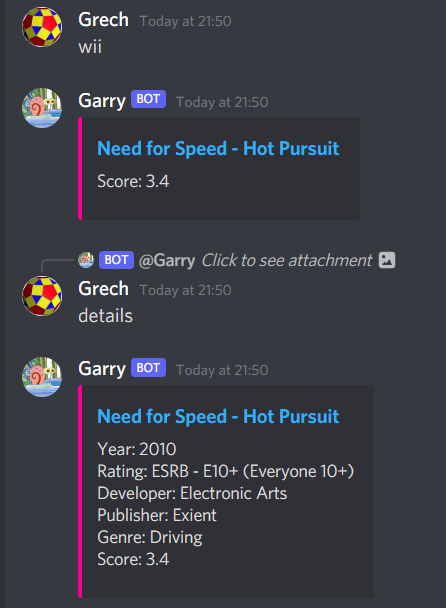 Grech Today at 21:50
wii
Garry BOT Today at 21:50
Need for Speed - Hot Pursuit
Score: 3.4
BOT @Garry Click to see attachment
Grech Today at 21:50
details
Garry BOT Today at 21:50
Need for Speed - Hot Pursuit
Year: 2010
Rating: ESRB - E10+ (Everyone 10+)
Developer: Electronic Arts
Publisher: Exient
Genre: Driving
Score: 3.4